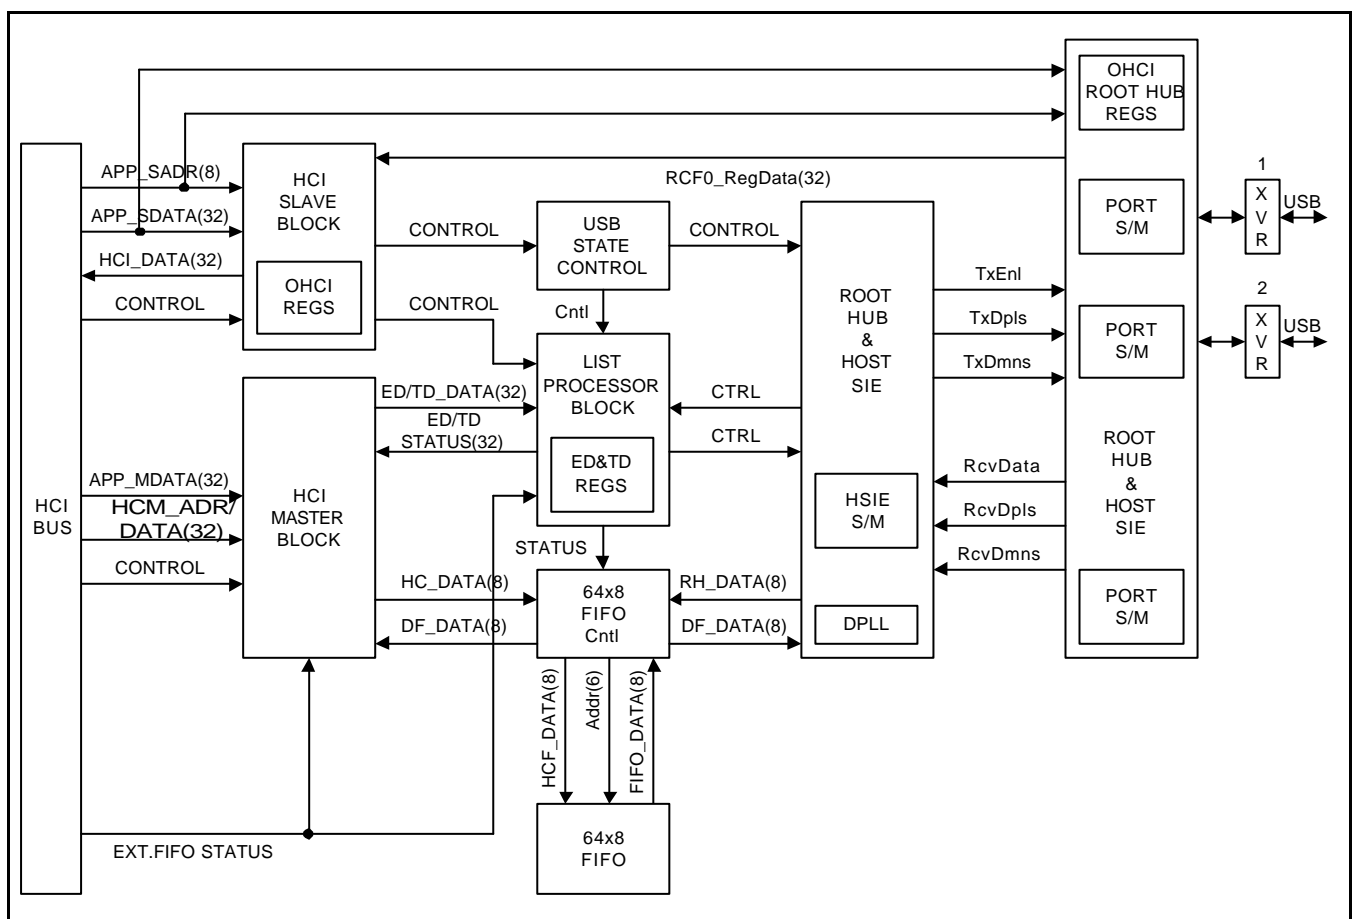 OHCI
ROOT HUB
REGS
APP_SADR(8)
HCI
SLAVE
BLOCK
RCF0_RegData(32)
1
X
V
R
USB
PORT
S/M
APP_SDATA(32)
CONTROL
USB
STATE
CONTROL
CONTROL
HCI_DATA(32)
OHCI
REGS
TxEnl
ROOT
HUB
&
HOST
SIE
2
X
V
R
USB
CONTROL
CONTROL
Cntl
TxDpls
PORT
S/M
LIST
PROCESSOR
BLOCK
TxDmns
ED/TD_DATA(32)
CTRL
ED/TD
STATUS(32)
CTRL
ROOT
HUB
&
HOST
SIE
ED&TD
REGS
RcvData
HCI
BUS
APP_MDATA(32)
HCM_ADR/
DATA(32)
HCI
MASTER
BLOCK
HSIE
S/M
RcvDpls
STATUS
RcvDmns
CONTROL
HC_DATA(8)
64x8
FIFO
Cntl
RH_DATA(8)
PORT
S/M
DF_DATA(8)
DF_DATA(8)
DPLL
HCF_DATA(8)
Addr(6)
FIFO_DATA(8)
EXT.FIFO STATUS
64x8
FIFO